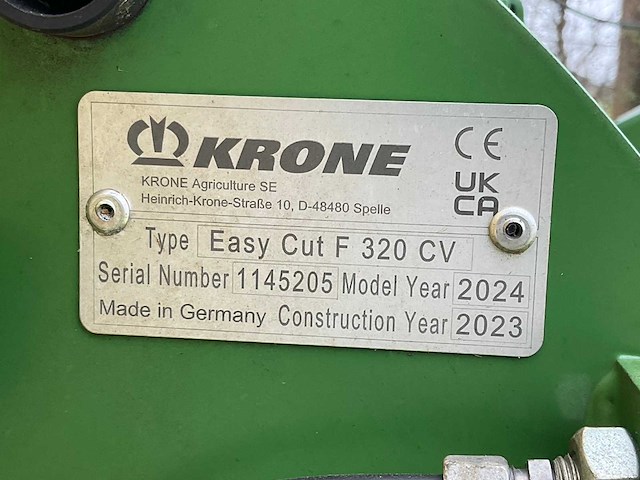 KRONE
CE
KRONE Agriculture SE
Heinrich-Krone-Straße 10, D-48480 Spelle
UK
CA
Type Easy Cut F 320 CV
Serial Number 1145205 Model Year 2024
Made in Germany Construction Year 2023